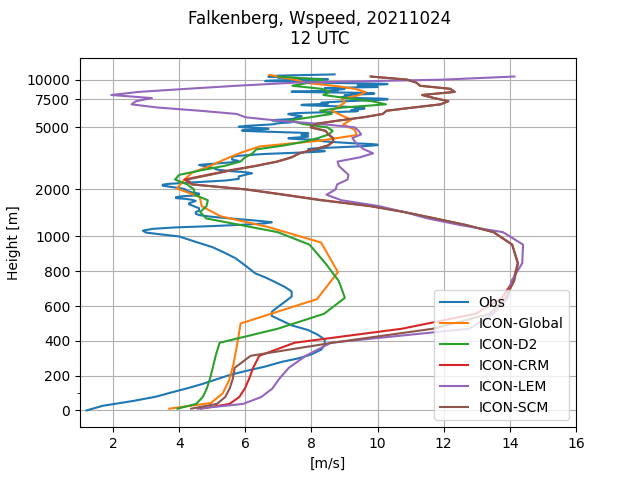 Falkenberg, Wspeed, 20211024
12 UTC
10000
7500
5000
2000
1000
800
600
400
200
0
Height [m]
Obs
ICON-Global
ICON-D2
ICON-CRM
ICON-LEM
ICON-SCM
2
4
6
8
10
12
14
16
[m/s]